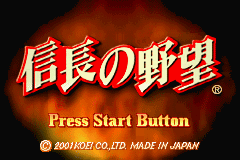 信長の野望®
Press Start Button
© 2001 KOEI CO., LTD. MADE IN JAPAN